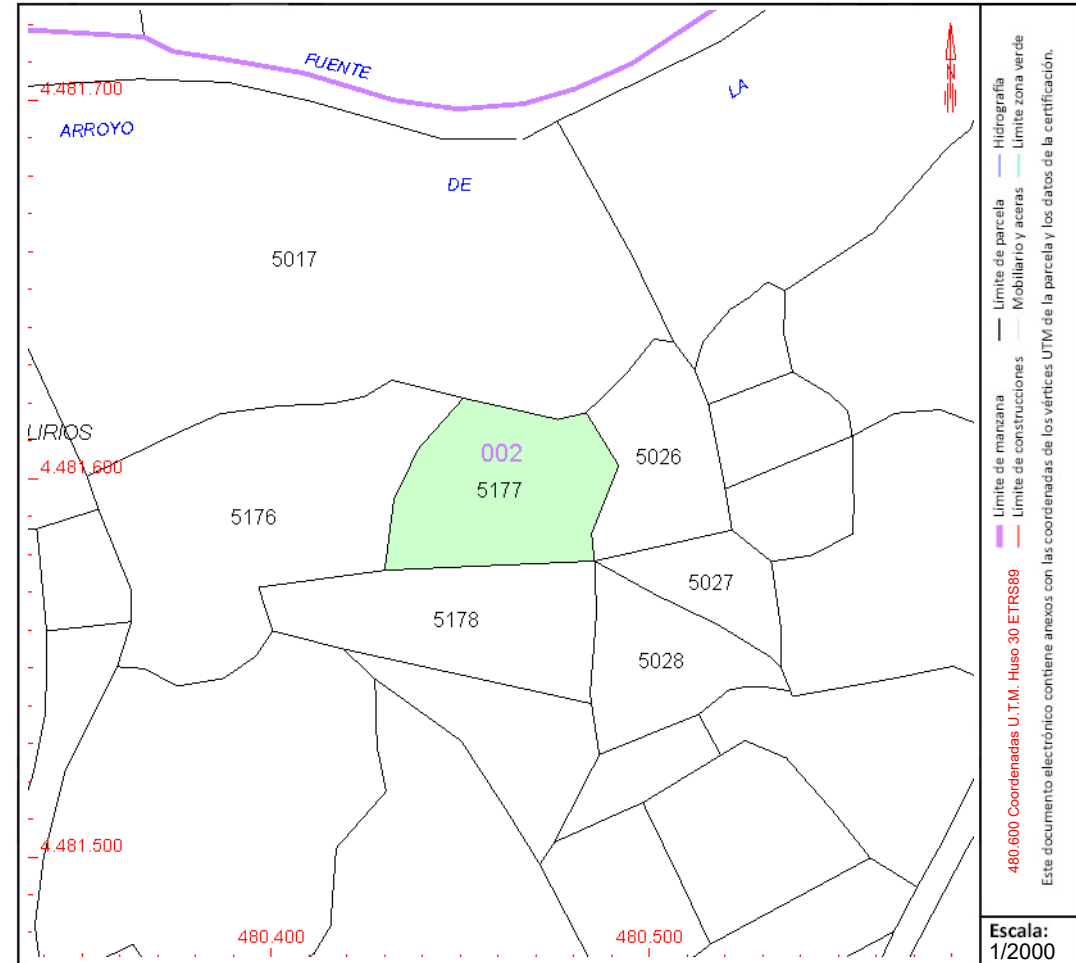 FUENTE
4.481.700
LA
ARROYO
DE
5017
LIRIOS
002
5026
4.481.680
5177
5176
5027
5178
5028
4.481.500
480.400
480.500
N
Límite de manzana
Límite de parcela
Hidrografía
Límite de construcciones
Mobiliario y aceras
Límite zona verde
480.600 Coordenadas U.T.M. Huso 30 ETRS89
Este documento electrónico contiene anexos con las coordenadas de los vértices UTM de la parcela y los datos de la certificación.
Escala:
1/2000